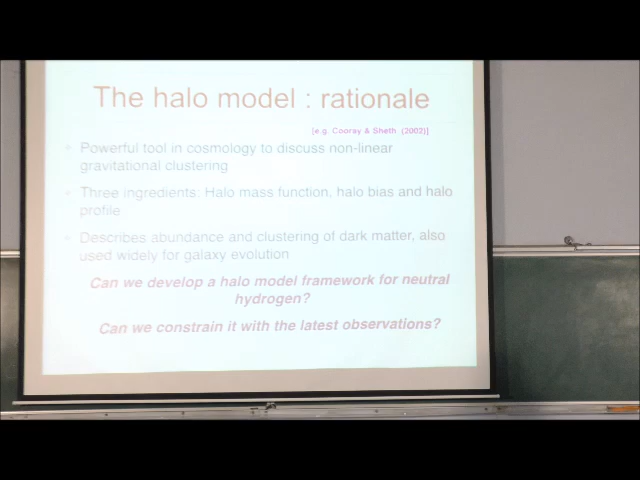 The halo model : rationale
[e.g. Cooray & Sheth (2002)]
Powerful tool in cosmology to discuss non-linear
gravitational clustering
Three ingredients: Halo mass function, halo bias and halo
profile
Describes abundance and clustering of dark matter, also
used widely for galaxy evolution
Can we develop a halo model framework for neutral
hydrogen?
Can we constrain it with the latest observations?